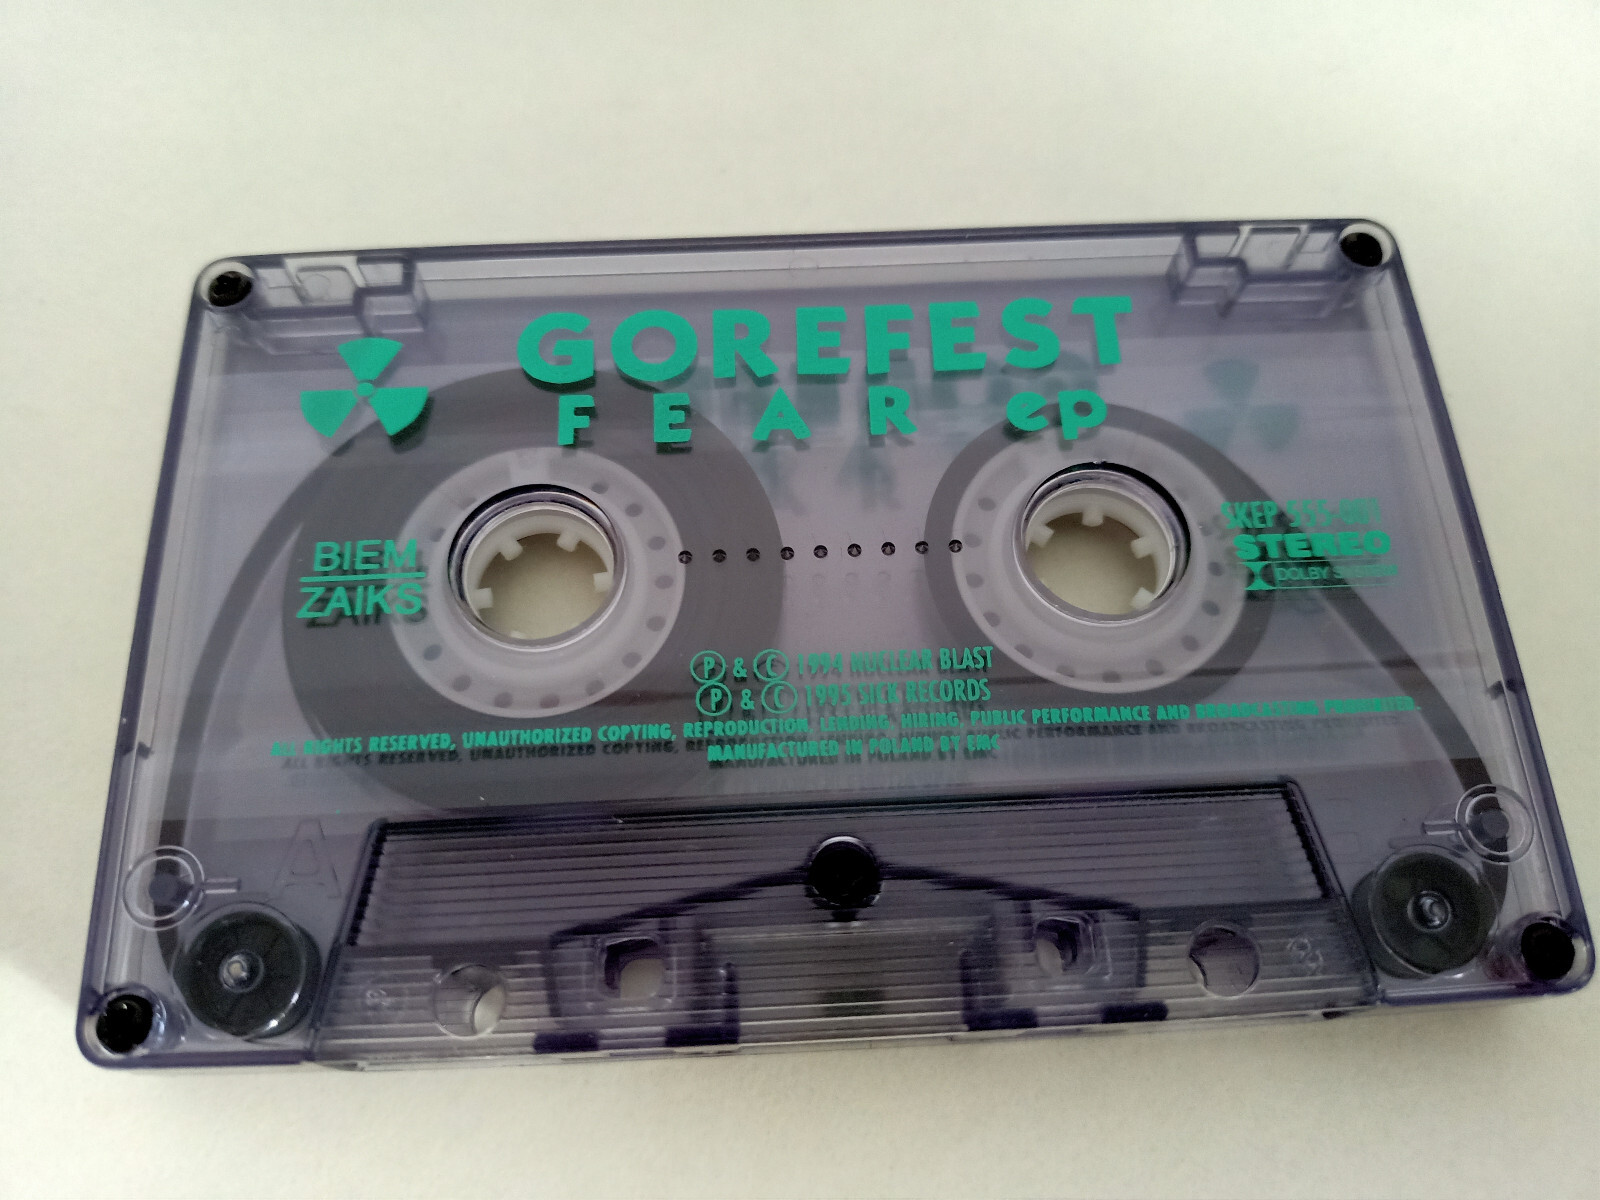 GOREFEST
FEAR ep
BIEM
ZAIKS
SKEP 555-001
STEREO
DOLBY SYSTEM
Ⓟ & Ⓒ 1994 NUCLEAR BLAST
Ⓟ & Ⓒ 1995 SICK RECORDS
ALL RIGHTS RESERVED, UNAUTHORIZED COPYING, REPRODUCTION, LENDING, HIRING, PUBLIC PERFORMANCE AND BROADCASTING PROHIBITED.
MANUFACTURED IN POLAND BY EMC
A